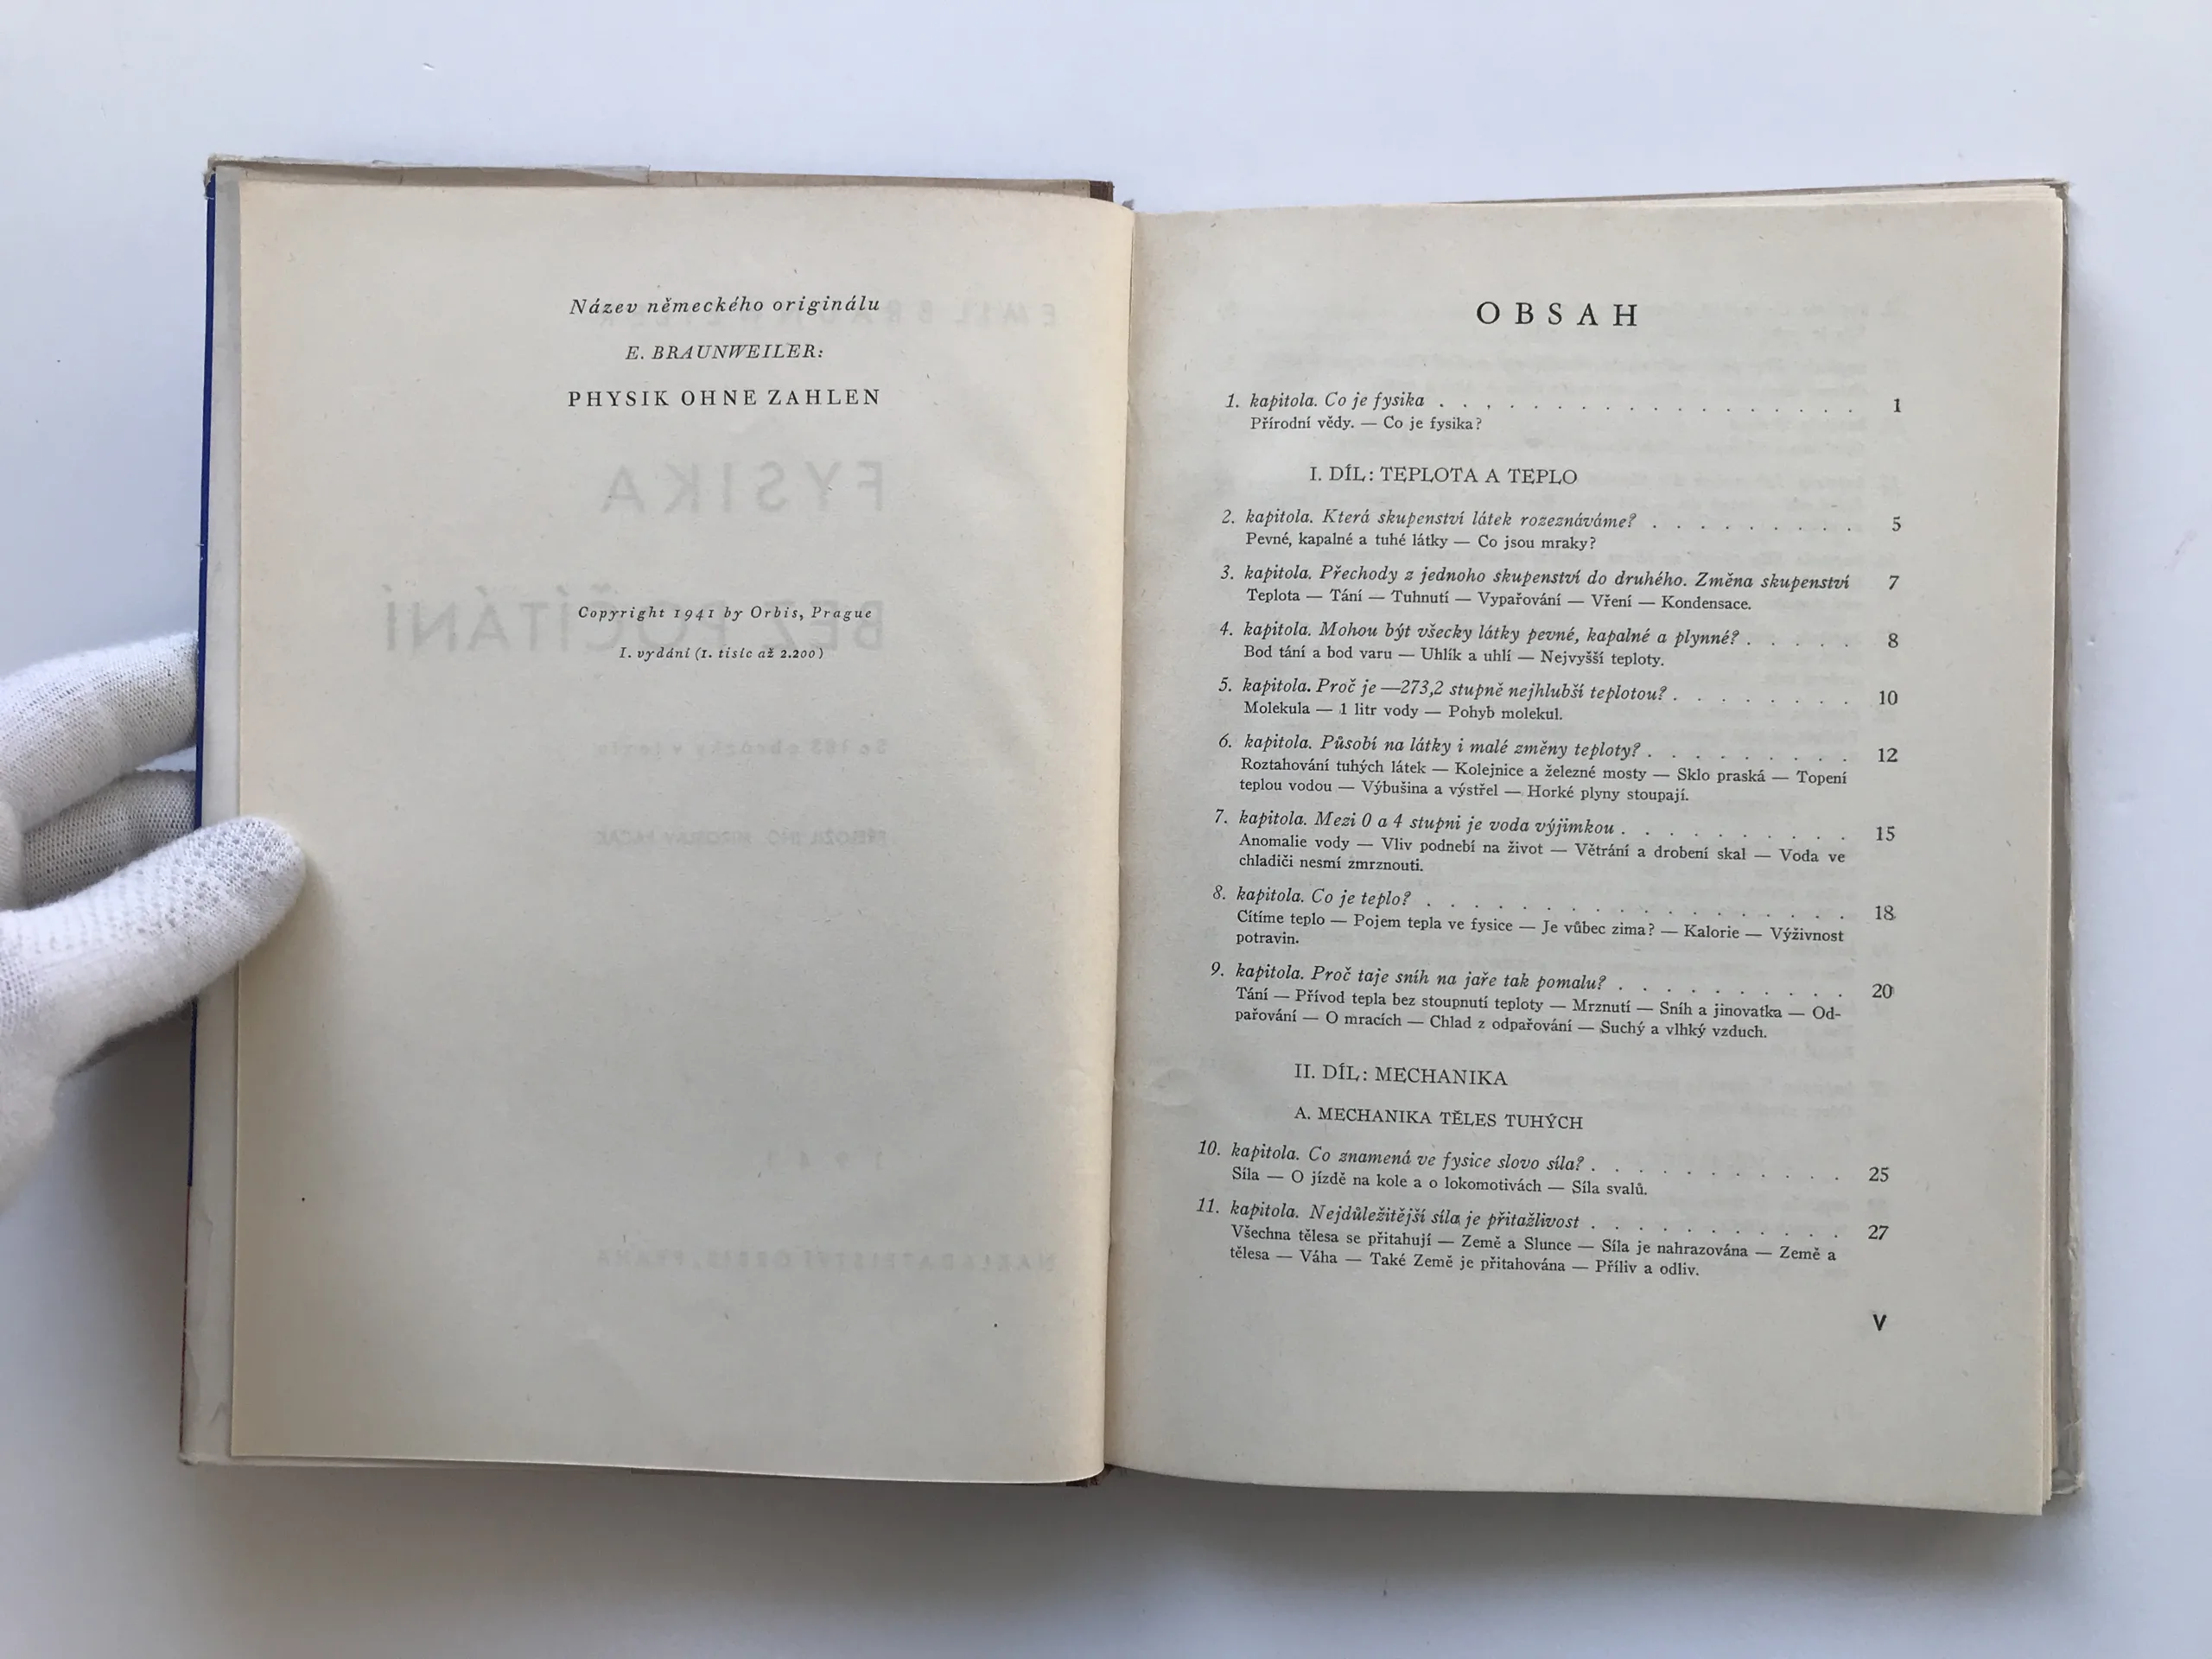 Název německého originálu
E. BRAUNWEILER:
PHYSIK OHNE ZAHLEN
FYSIKA
BEZ POČÍTÁNÍ
Copyright 1941 by Orbis, Prague
I. vydání (1. tisíc až 2.200)
OBSAH
1. kapitola. Co je fysika . . . . . . . . . . . . . . . . . . 1
Přírodní vědy. — Co je fysika?
I. DÍL: TEPLOTA A TEPLO
2. kapitola. Která skupenství látek rozeznáváme? . . . . . . . . . 5
Pevné, kapalné a tuhé látky — Co jsou mraky?
3. kapitola. Přechody z jednoho skupenství do druhého. Změna skupenství 7
Teplota — Tání — Tuhnutí — Vypařování — Vření — Kondensace.
4. kapitola. Mohou být všecky látky pevné, kapalné a plynné? . . . . . 8
Bod tání a bod varu — Uhlík a uhlí — Nejvyšší teploty.
5. kapitola. Proč je —273,2 stupně nejhlubší teplotou? . . . . . . . . 10
Molekula — 1 litr vody — Pohyb molekul.
6. kapitola. Působí na látky i malé změny teploty? . . . . . . . . . 12
Roztahování tuhých látek — Kolejnice a železné mosty — Sklo praská — Topení
teplou vodou — Výbušina a výstřel — Horké plyny stoupají.
7. kapitola. Mezi 0 a 4 stupni je voda výjimkou . . . . . . . . . . 15
Anomalie vody — Vliv podnebí na život — Větrání a drobení skal — Voda ve
chladiči nesmí zmrznouti.
8. kapitola. Co je teplo? . . . . . . . . . . . . . . . . . 18
Cítíme teplo — Pojem tepla ve fysice — Je vůbec zima? — Kalorie — Výživnost
potravin.
9. kapitola. Proč taje sníh na jaře tak pomalu? . . . . . . . . . . 20
Tání — Přívod tepla bez stoupnutí teploty — Mrznutí — Sníh a jinovatka — Od-
pařování — O mracích — Chlad z odpařování — Suchý a vlhký vzduch.
II. DÍL: MECHANIKA
A. MECHANIKA TĚLES TUHÝCH
10. kapitola. Co znamená ve fysice slovo síla? . . . . . . . . . . . 25
Síla — O jízdě na kole a o lokomotivách — Síla svalů.
11. kapitola. Nejdůležitější síla je přitažlivost . . . . . . . . . . . 27
Všechna tělesa se přitahují — Země a Slunce — Síla je nahrazována — Země a
tělesa — Váha — Také Země je přitahována — Příliv a odliv.
V